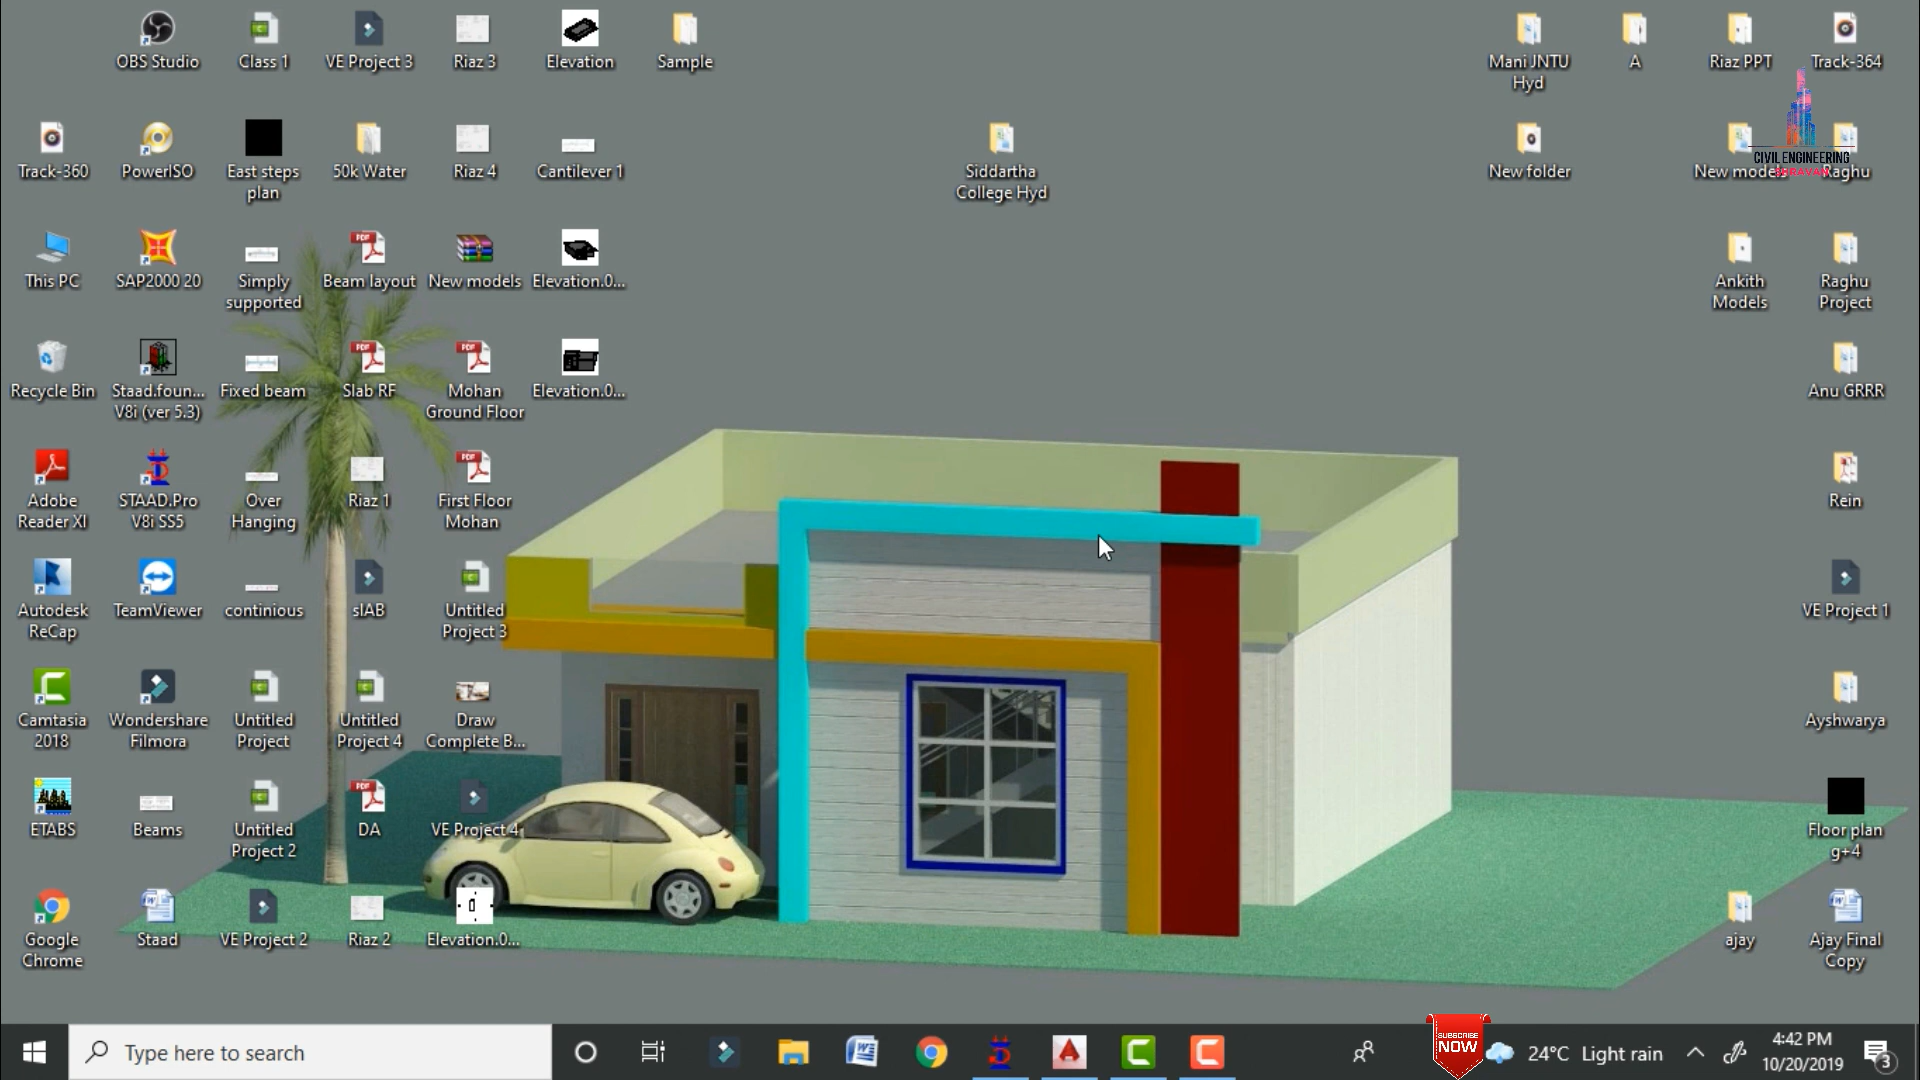 OBS Studio
Class 1
VE Project 3
Riaz 3
Elevation
Sample
Mani JNTU
Hyd
A
Riaz PPT
Track-364
Track-360
PowerISO
East steps
plan
50k Water
Riaz 4
Cantilever 1
Siddartha
College Hyd
New folder
New models
Raghu
CIVIL ENGINEERING
SHRAVAN
This PC
SAP2000 20
Simply
supported
Beam layout
New models
Elevation.0...
Ankith
Models
Raghu
Project
Recycle Bin
Staad.foun...
V8i (ver 5.3)
Fixed beam
Slab RF
Mohan
Ground Floor
Elevation.0...
Anu GRRR
Adobe
Reader XI
STAAD.Pro
V8i SS5
Over
Hanging
Riaz 1
First Floor
Mohan
Rein
Autodesk
ReCap
TeamViewer
continious
slAB
Untitled
Project 3
VE Project 1
Camtasia
2018
Wondershare
Filmora
Untitled
Project
Untitled
Project 4
Draw
Complete B...
Ayshwarya
ETABS
Beams
Untitled
Project 2
DA
VE Project 4
Floor plan
g+4
Google
Chrome
Staad
VE Project 2
Riaz 2
Elevation.0...
ajay
Ajay Final
Copy
Type here to search
SUBSCRIBE
NOW
24°C Light rain
4:42 PM
10/20/2019
3